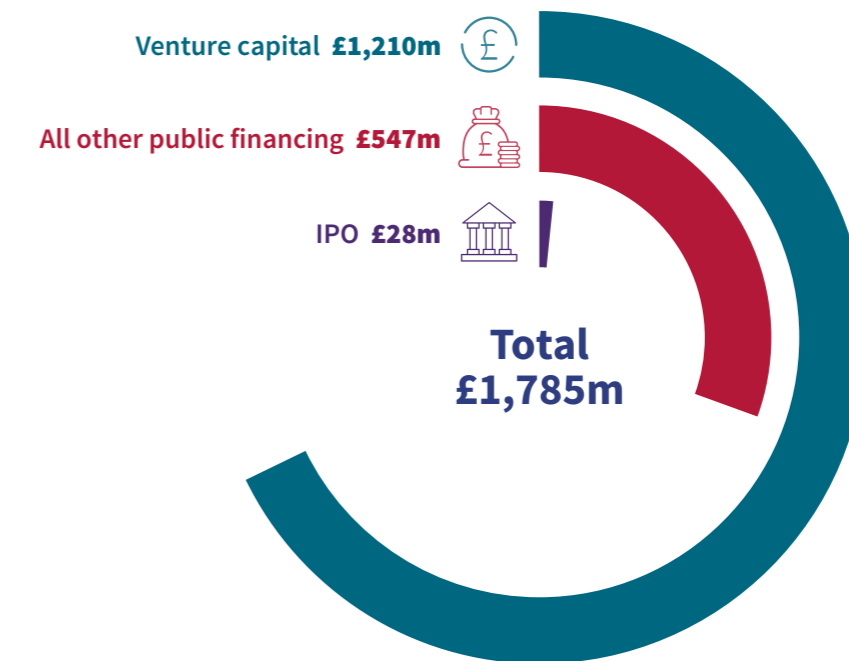 Venture capital £1,210m
£
All other public financing £547m
£
IPO £28m
Total
£1,785m